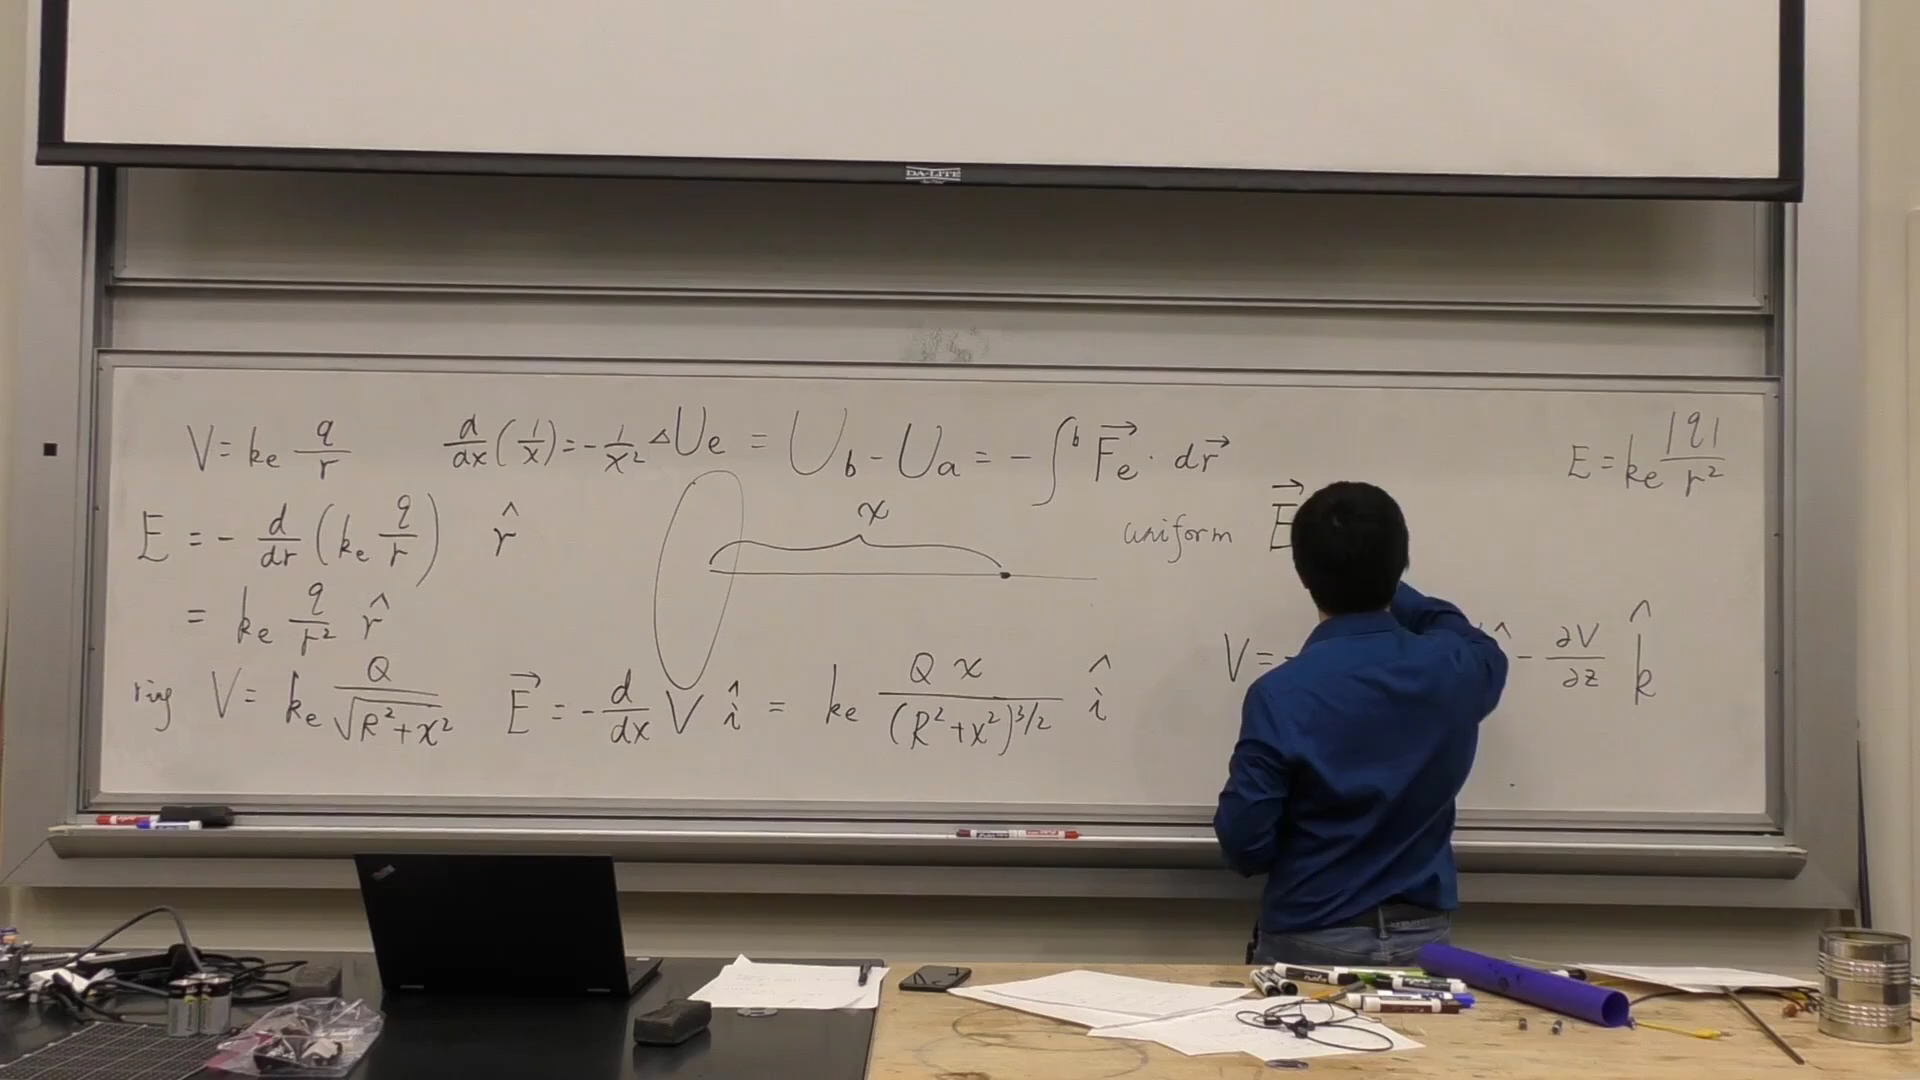 DA-LITE
V = ke q/r
d/dx (1/x) = - 1/x²
ΔUe = Ub - Ua = - ∫ᵇ F⃗e · dr⃗
E = ke |q|/r²
E = - d/dr (ke q/r) r̂
x
uniform E⃗
= ke q/r² r̂
ring V = ke Q/√(R²+x²)
E⃗ = - d/dx V î = ke Qx/(R²+x²)^3/2 î
V = - ∂V/∂z k̂